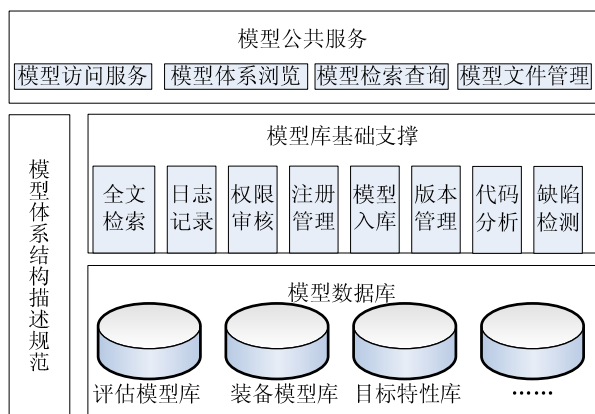 模型公共服务
模型访问服务 模型体系浏览 模型检索查询 模型文件管理
模型体系结构描述规范
模型库基础支撑
全文检索 日志记录 权限审核 注册管理 模型入库 版本管理 代码分析 缺陷检测
模型数据库
评估模型库 装备模型库 目标特性库 ……